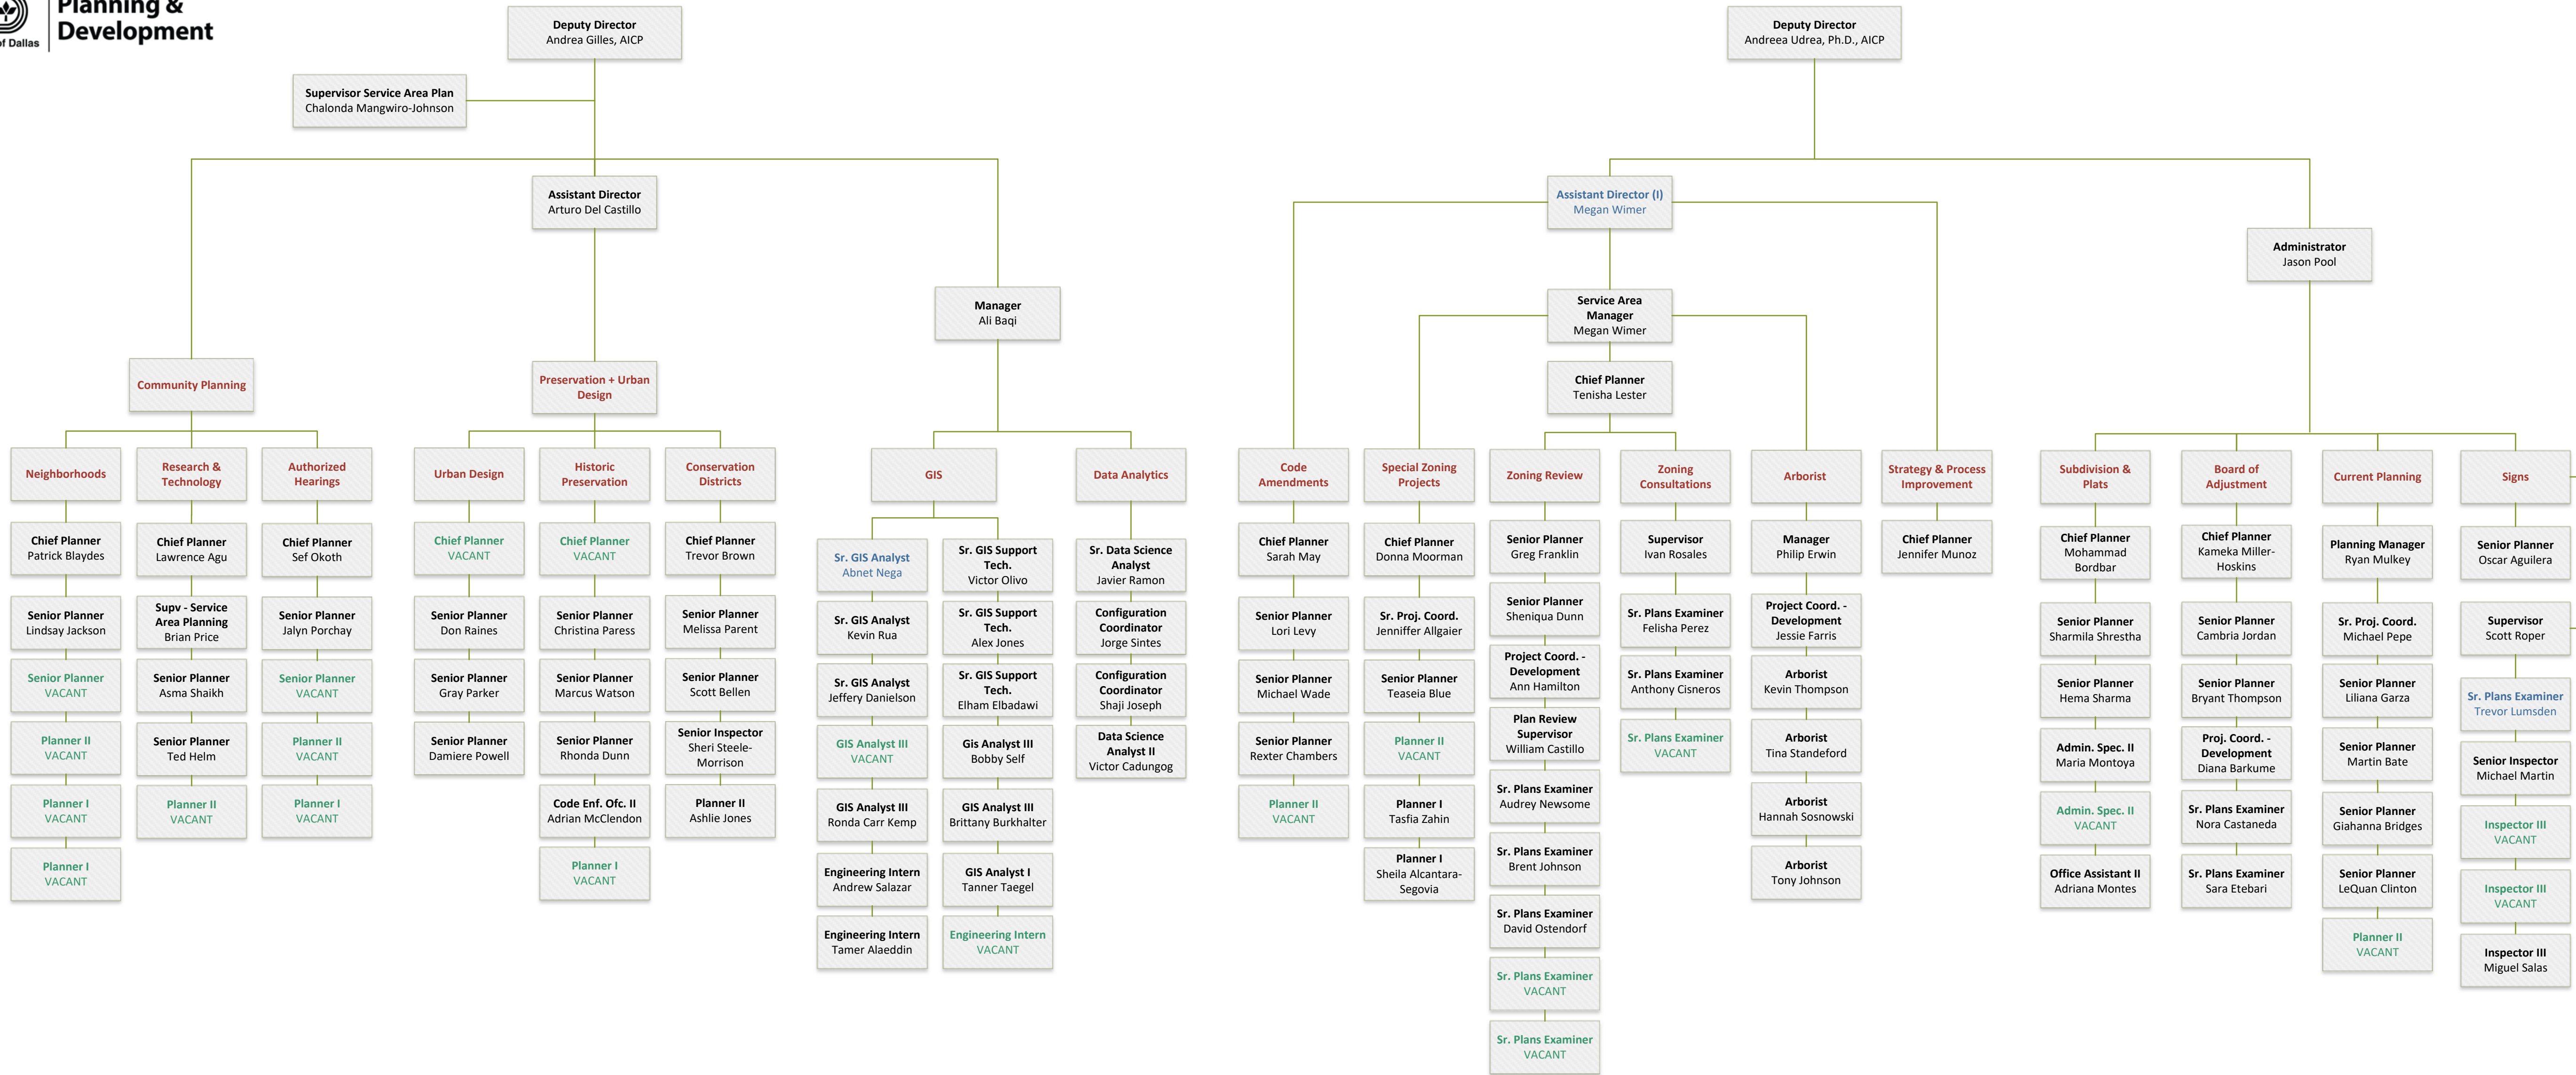 Planning &
Development
of Dallas
Deputy Director
Andrea Gilles, AICP
Supervisor Service Area Plan
Chalonda Mangwiro-Johnson
Assistant Director
Arturo Del Castillo
Manager
Ali Baqi
Community Planning
Preservation + Urban
Design
Neighborhoods
Chief Planner
Patrick Blaydes
Senior Planner
Lindsay Jackson
Senior Planner
VACANT
Planner II
VACANT
Planner I
VACANT
Planner I
VACANT
Research &
Technology
Chief Planner
Lawrence Agu
Supv - Service
Area Planning
Brian Price
Senior Planner
Asma Shaikh
Senior Planner
Ted Helm
Planner II
VACANT
Authorized
Hearings
Chief Planner
Sef Okoth
Senior Planner
Jalyn Porchay
Senior Planner
VACANT
Planner II
VACANT
Planner I
VACANT
Urban Design
Chief Planner
VACANT
Senior Planner
Don Raines
Senior Planner
Gray Parker
Senior Planner
Damiere Powell
Historic
Preservation
Chief Planner
VACANT
Senior Planner
Christina Paress
Senior Planner
Marcus Watson
Senior Planner
Rhonda Dunn
Code Enf. Ofc. II
Adrian McClendon
Planner I
VACANT
Conservation
Districts
Chief Planner
Trevor Brown
Senior Planner
Melissa Parent
Senior Planner
Scott Bellen
Senior Inspector
Sheri Steele-
Morrison
Planner II
Ashlie Jones
GIS
Sr. GIS Analyst
Abnet Nega
Sr. GIS Analyst
Kevin Rua
Sr. GIS Analyst
Jeffery Danielson
GIS Analyst III
VACANT
GIS Analyst III
Ronda Carr Kemp
Engineering Intern
Andrew Salazar
Engineering Intern
Tamer Alaeddin
Sr. GIS Support
Tech.
Victor Olivo
Sr. GIS Support
Tech.
Alex Jones
Sr. GIS Support
Tech.
Elham Elbadawi
Gis Analyst III
Bobby Self
GIS Analyst III
Brittany Burkhalter
GIS Analyst I
Tanner Taegel
Engineering Intern
VACANT
Data Analytics
Sr. Data Science
Analyst
Javier Ramon
Configuration
Coordinator
Jorge Sintes
Configuration
Coordinator
Shaji Joseph
Data Science
Analyst II
Victor Cadungog
Deputy Director
Andreea Udrea, Ph.D., AICP
Assistant Director (I)
Megan Wimer
Administrator
Jason Pool
Service Area
Manager
Megan Wimer
Chief Planner
Tenisha Lester
Code
Amendments
Chief Planner
Sarah May
Senior Planner
Lori Levy
Senior Planner
Michael Wade
Senior Planner
Rexter Chambers
Planner II
VACANT
Special Zoning
Projects
Chief Planner
Donna Moorman
Sr. Proj. Coord.
Jenniffer Allgaier
Senior Planner
Teaseia Blue
Planner II
VACANT
Planner I
Tasfia Zahin
Planner I
Sheila Alcantara-
Segovia
Zoning Review
Senior Planner
Greg Franklin
Senior Planner
Sheniqua Dunn
Project Coord. -
Development
Ann Hamilton
Plan Review
Supervisor
William Castillo
Sr. Plans Examiner
Audrey Newsome
Sr. Plans Examiner
Brent Johnson
Sr. Plans Examiner
David Ostendorf
Sr. Plans Examiner
VACANT
Sr. Plans Examiner
VACANT
Zoning
Consultations
Supervisor
Ivan Rosales
Sr. Plans Examiner
Felisha Perez
Sr. Plans Examiner
Anthony Cisneros
Sr. Plans Examiner
VACANT
Arborist
Manager
Philip Erwin
Project Coord. -
Development
Jessie Farris
Arborist
Kevin Thompson
Arborist
Tina Standeford
Arborist
Hannah Sosnowski
Arborist
Tony Johnson
Strategy & Process
Improvement
Chief Planner
Jennifer Munoz
Subdivision &
Plats
Chief Planner
Mohammad
Bordbar
Senior Planner
Sharmila Shrestha
Senior Planner
Hema Sharma
Admin. Spec. II
Maria Montoya
Admin. Spec. II
VACANT
Office Assistant II
Adriana Montes
Board of
Adjustment
Chief Planner
Kameka Miller-
Hoskins
Senior Planner
Cambria Jordan
Senior Planner
Bryant Thompson
Proj. Coord. -
Development
Diana Barkume
Sr. Plans Examiner
Nora Castaneda
Sr. Plans Examiner
Sara Etebari
Current Planning
Planning Manager
Ryan Mulkey
Sr. Proj. Coord.
Michael Pepe
Senior Planner
Liliana Garza
Senior Planner
Martin Bate
Senior Planner
Giahanna Bridges
Senior Planner
LeQuan Clinton
Planner II
VACANT
Signs
Senior Planner
Oscar Aguilera
Supervisor
Scott Roper
Sr. Plans Examiner
Trevor Lumsden
Senior Inspector
Michael Martin
Inspector III
VACANT
Inspector III
VACANT
Inspector III
Miguel Salas